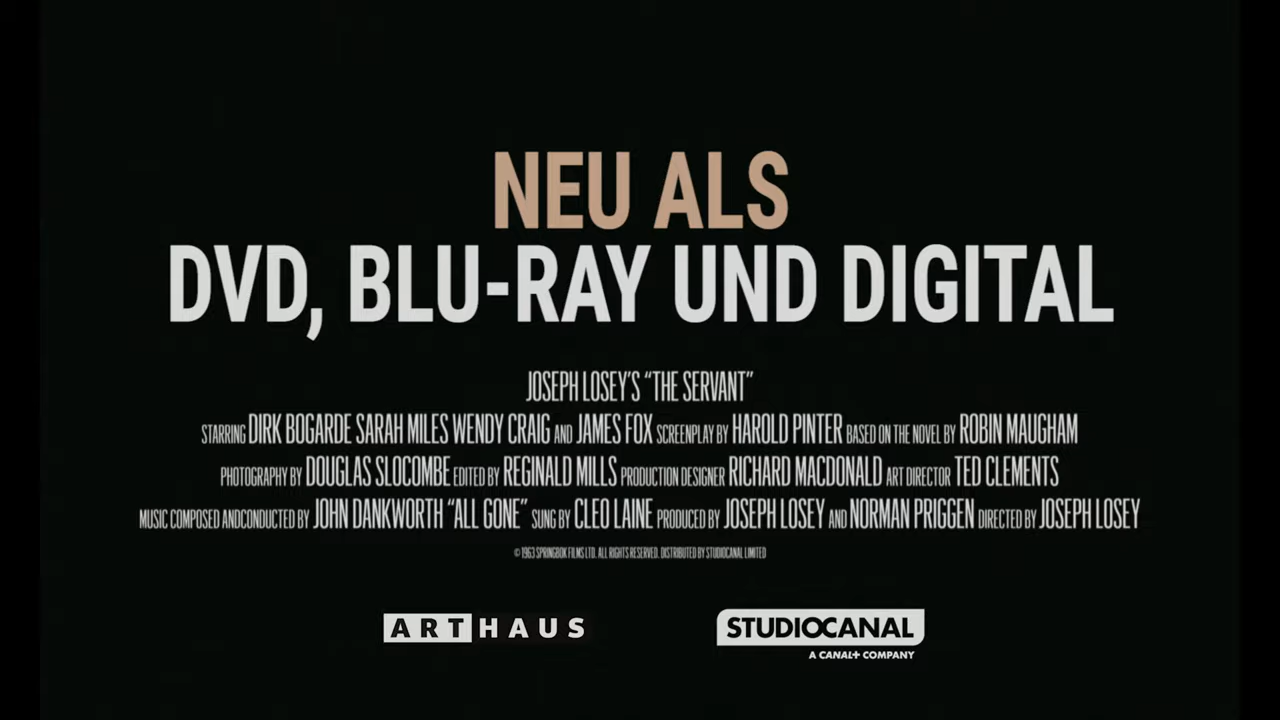 NEU ALS
DVD, BLU-RAY UND DIGITAL
JOSEPH LOSEY'S “THE SERVANT”
STARRING DIRK BOGARDE SARAH MILES WENDY CRAIG AND JAMES FOX SCREENPLAY BY HAROLD PINTER BASED ON THE NOVEL BY ROBIN MAUGHAM
PHOTOGRAPHY BY DOUGLAS SLOCOMBE EDITED BY REGINALD MILLS PRODUCTION DESIGNER RICHARD MACDONALD ART DIRECTOR TED CLEMENTS
MUSIC COMPOSED ANDCONDUCTED BY JOHN DANKWORTH “ALL GONE” SUNG BY CLEO LAINE PRODUCED BY JOSEPH LOSEY AND NORMAN PRIGGEN DIRECTED BY JOSEPH LOSEY
© 1963 SPRINGBOK FILMS LTD. ALL RIGHTS RESERVED. DISTRIBUTED BY STUDIOCANAL LIMITED
ARTHAUS STUDIOCANAL
A CANAL+ COMPANY